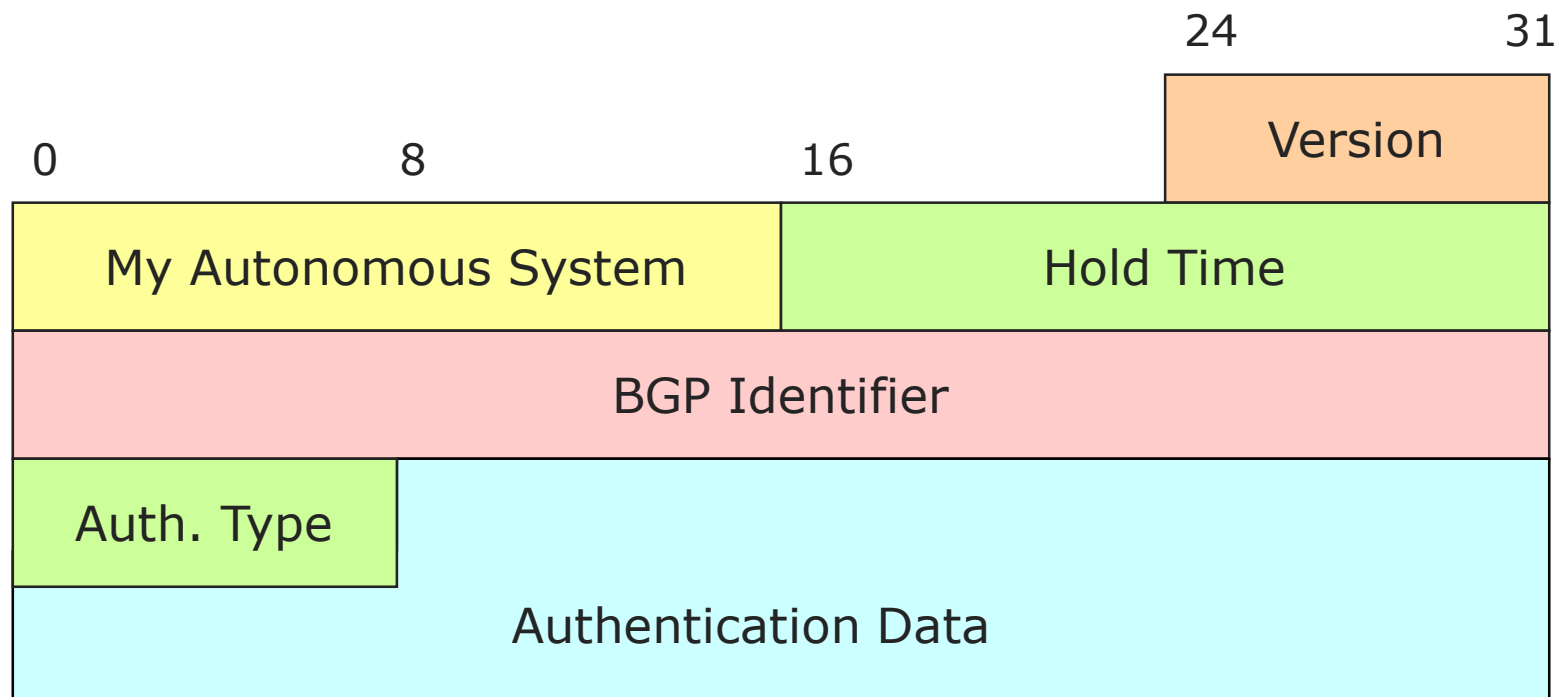 24 31
Version
0 8 16
My Autonomous System Hold Time
BGP Identifier
Auth. Type
Authentication Data